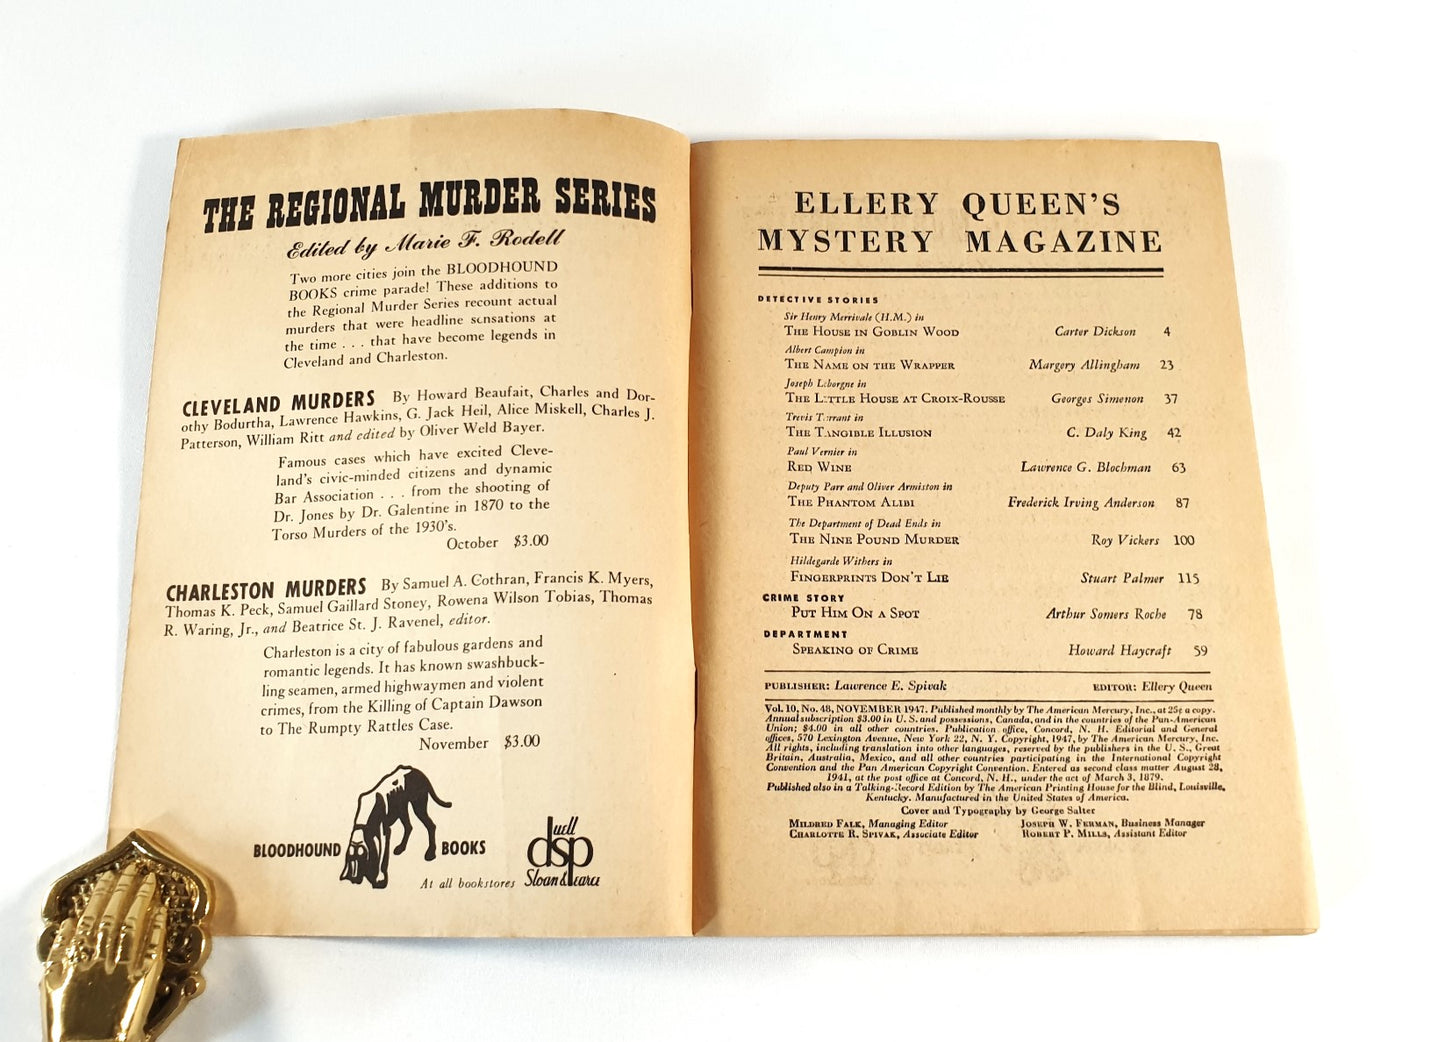 THE REGIONAL MURDER SERIES
Edited by Marie F. Rodell
Two more cities join the BLOODHOUND
BOOKS crime parade! These additions to
the Regional Murder Series recount actual
murders that were headline sensations at
the time . . . that have become legends in
Cleveland and Charleston.
CLEVELAND MURDERS By Howard Beaufait, Charles and Dor-
othy Bodurtha, Lawrence Hawkins, G. Jack Heil, Alice Miskell, Charles J.
Patterson, William Ritt and edited by Oliver Weld Bayer.
Famous cases which have excited Cleve-
land's civic-minded citizens and dynamic
Bar Association . . . from the shooting of
Dr. Jones by Dr. Galentine in 1870 to the
Torso Murders of the 1930's.
October $3.00
CHARLESTON MURDERS By Samuel A. Cothran, Francis K. Myers,
Thomas K. Peck, Samuel Gaillard Stoney, Rowena Wilson Tobias, Thomas
R. Waring, Jr., and Beatrice St. J. Ravenel, editor.
Charleston is a city of fabulous gardens and
romantic legends. It has known swashbuck-
ling seamen, armed highwaymen and violent
crimes, from the Killing of Captain Dawson
to The Rumpty Rattles Case.
November $3.00
BLOODHOUND BOOKS
At all bookstores
duell
dsp
Sloan & Pearce
ELLERY QUEEN'S
MYSTERY MAGAZINE
DETECTIVE STORIES
Sir Henry Merrivale (H.M.) in
THE HOUSE IN GOBLIN WOOD Carter Dickson 4
Albert Campion in
THE NAME ON THE WRAPPER Margery Allingham 23
Joseph Leborgne in
THE LITTLE HOUSE AT CROIX-ROUSSE Georges Simenon 37
Trevis Tarrant in
THE TANGIBLE ILLUSION C. Daly King 42
Paul Vernier in
RED WINE Lawrence G. Blochman 63
Deputy Parr and Oliver Armiston in
THE PHANTOM ALIBI Frederick Irving Anderson 87
The Department of Dead Ends in
THE NINE POUND MURDER Roy Vickers 100
Hildegarde Withers in
FINGERPRINTS DON'T LIE Stuart Palmer 115
CRIME STORY
PUT HIM ON A SPOT Arthur Somers Roche 78
DEPARTMENT
SPEAKING OF CRIME Howard Haycraft 59
PUBLISHER: Lawrence E. Spivak EDITOR: Ellery Queen
Vol. 10, No. 48, NOVEMBER 1947. Published monthly by The American Mercury, Inc., at 25¢ a copy.
Annual subscription $3.00 in U. S. and possessions, Canada, and in the countries of the Pan-American
Union; $4.00 in all other countries. Publication office, Concord, N. H. Editorial and General
offices, 570 Lexington Avenue, New York 22, N. Y. Copyright, 1947, by The American Mercury, Inc.
All rights, including translation into other languages, reserved by the publishers in the U. S., Great
Britain, Australia, Mexico, and all other countries participating in the International Copyright
Convention and the Pan American Copyright Convention. Entered as second class matter August 28,
1941, at the post office at Concord, N. H., under the act of March 3, 1879.
Published also in a Talking-Record Edition by The American Printing House for the Blind, Louisville,
Kentucky. Manufactured in the United States of America.
Cover and Typography by George Salter
MILDRED FALK, Managing Editor JOSEPH W. FERMAN, Business Manager
CHARLOTTE R. SPIVAK, Associate Editor ROBERT P. MILLS, Assistant Editor